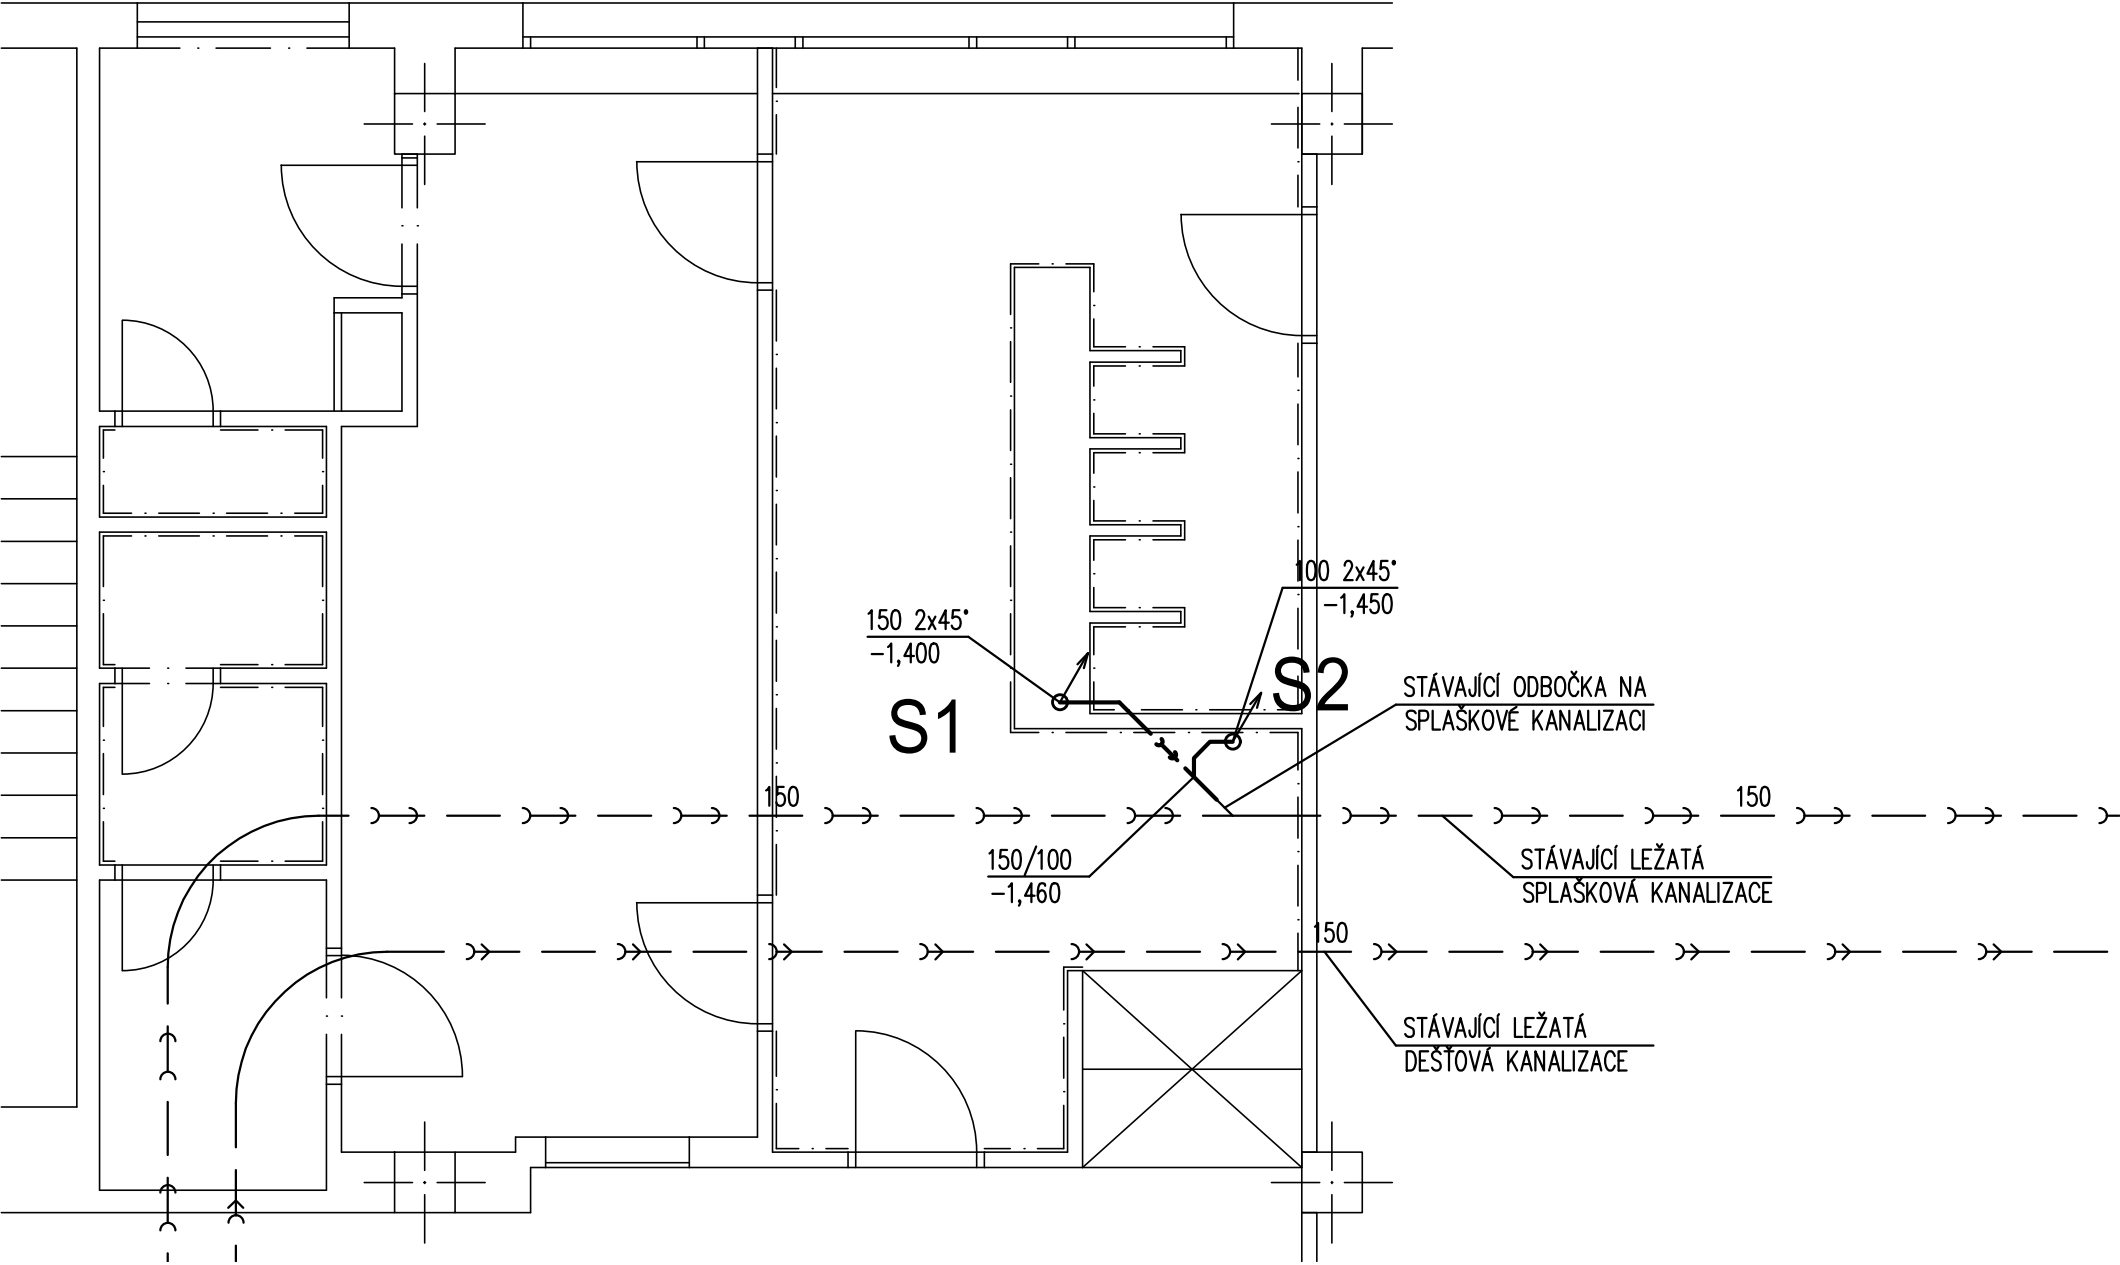 100 2x45°
-1,450
150 2x45°
-1,400
S1
S2
STÁVAJÍCÍ ODBOČKA NA
SPLAŠKOVÉ KANALIZACI
150
150
150/100
-1,460
STÁVAJÍCÍ LEŽATÁ
SPLAŠKOVÁ KANALIZACE
150
STÁVAJÍCÍ LEŽATÁ
DEŠŤOVÁ KANALIZACE